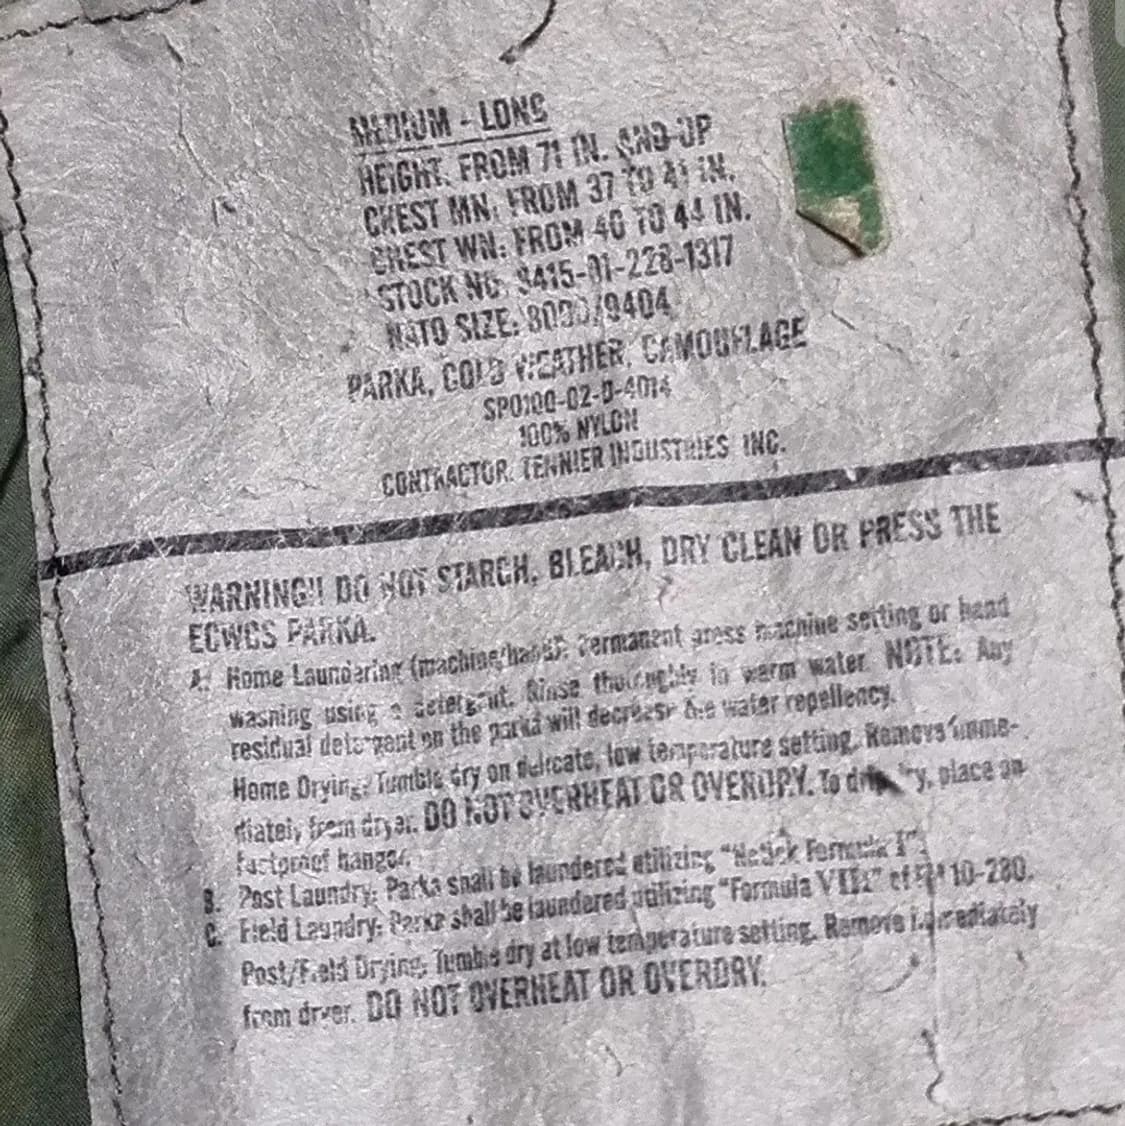 MEDIUM - LONG
HEIGHT: FROM 71 IN. AND UP
CHEST MN: FROM 37 TO 41 IN.
CHEST WN: FROM 40 TO 44 IN.
STOCK NO: 8415-01-228-1317
NATO SIZE: 8090/9404
PARKA, COLD WEATHER, CAMOUFLAGE
SP0100-02-D-4014
100% NYLON
CONTRACTOR: TENNIER INDUSTRIES INC.
WARNING!! DO NOT STARCH, BLEACH, DRY CLEAN OR PRESS THE
ECWCS PARKA.
A: Home Laundering (machine/hand): Permanent press machine setting or hand
washing using a detergent. Rinse thoroughly in warm water. NOTE: Any
residual detergent on the parka will decrease the water repellency.
Home Drying: Tumble dry on delicate, low temperature setting. Remove imme-
diately from dryer. DO NOT OVERHEAT OR OVERDRY. To drip dry, place on
rustproof hanger.
B. Post Laundry: Parka shall be laundered utilizing "Natick Formula I".
C. Field Laundry: Parka shall be laundered utilizing "Formula VIII" of FM 10-280.
Post/Field Drying: Tumble dry at low temperature setting. Remove immediately
from dryer. DO NOT OVERHEAT OR OVERDRY.